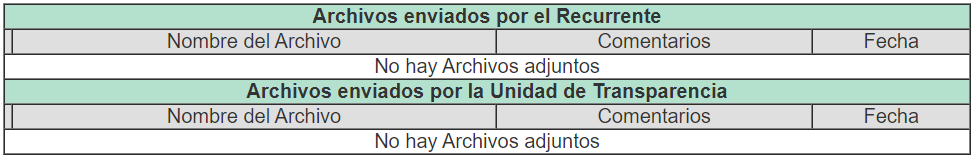 Archivos enviados por el Recurrente
Nombre del Archivo Comentarios Fecha
No hay Archivos adjuntos
Archivos enviados por la Unidad de Transparencia
Nombre del Archivo Comentarios Fecha
No hay Archivos adjuntos